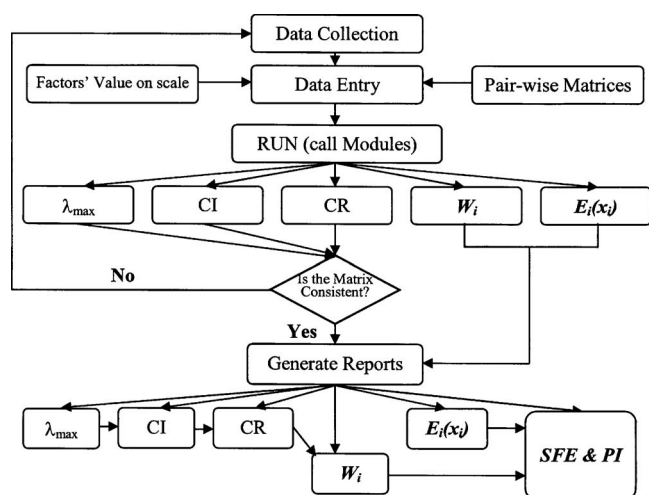 Data Collection
Factors' Value on scale
Data Entry
Pair-wise Matrices
RUN (call Modules)
λmax
CI
CR
Wi
Ei(xi)
No
Is the Matrix
Consistent?
Yes
Generate Reports
λmax
CI
CR
Ei(xi)
SFE & PI
Wi